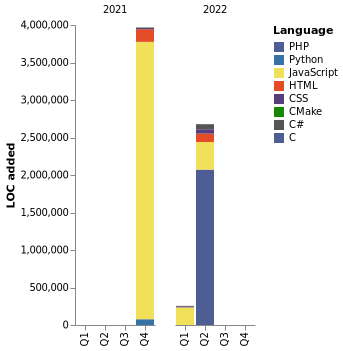 2021 2022
Language
PHP
Python
JavaScript
HTML
CSS
CMake
C#
C
LOC added
4,000,000
3,500,000
3,000,000
2,500,000
2,000,000
1,500,000
1,000,000
500,000
0
Q1 Q2 Q3 Q4 Q1 Q2 Q3 Q4